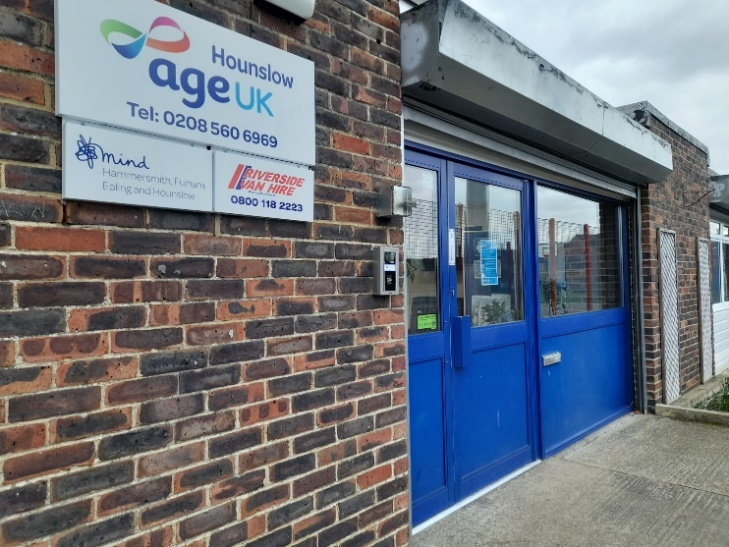 Hounslow
age UK
Tel: 0208 560 6969
mind
Hammersmith, Fulham,
Ealing and Hounslow
RIVERSIDE
VAN HIRE
0800 118 2223